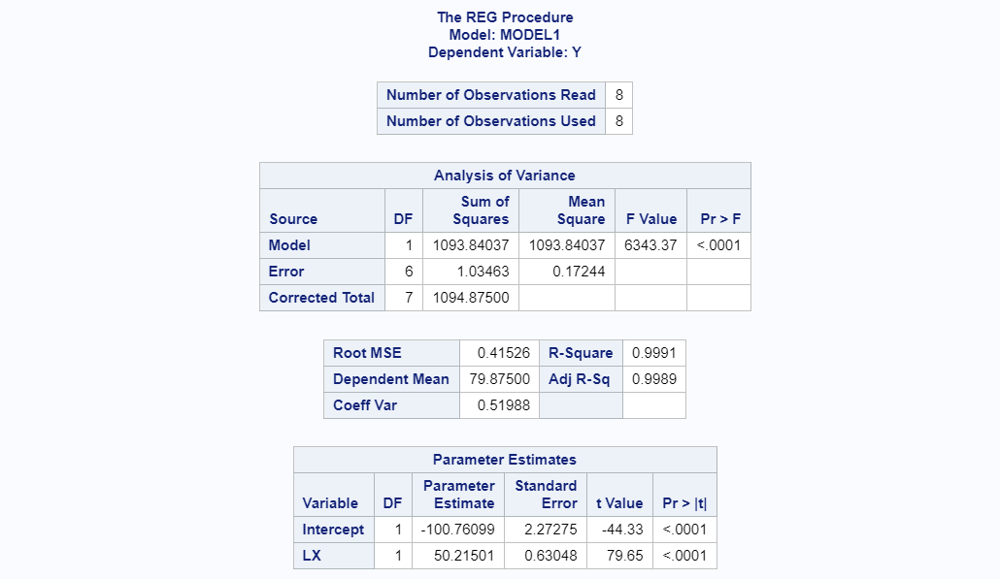 The REG Procedure
Model: MODEL1
Dependent Variable: Y
Number of Observations Read 8
Number of Observations Used 8
Analysis of Variance
Source DF Sum of Squares Mean Square F Value Pr > F
Model 1 1093.84037 1093.84037 6343.37 <.0001
Error 6 1.03463 0.17244
Corrected Total 7 1094.87500
Root MSE 0.41526 R-Square 0.9991
Dependent Mean 79.87500 Adj R-Sq 0.9989
Coeff Var 0.51988
Parameter Estimates
Variable DF Parameter Estimate Standard Error t Value Pr > |t|
Intercept 1 -100.76099 2.27275 -44.33 <.0001
LX 1 50.21501 0.63048 79.65 <.0001